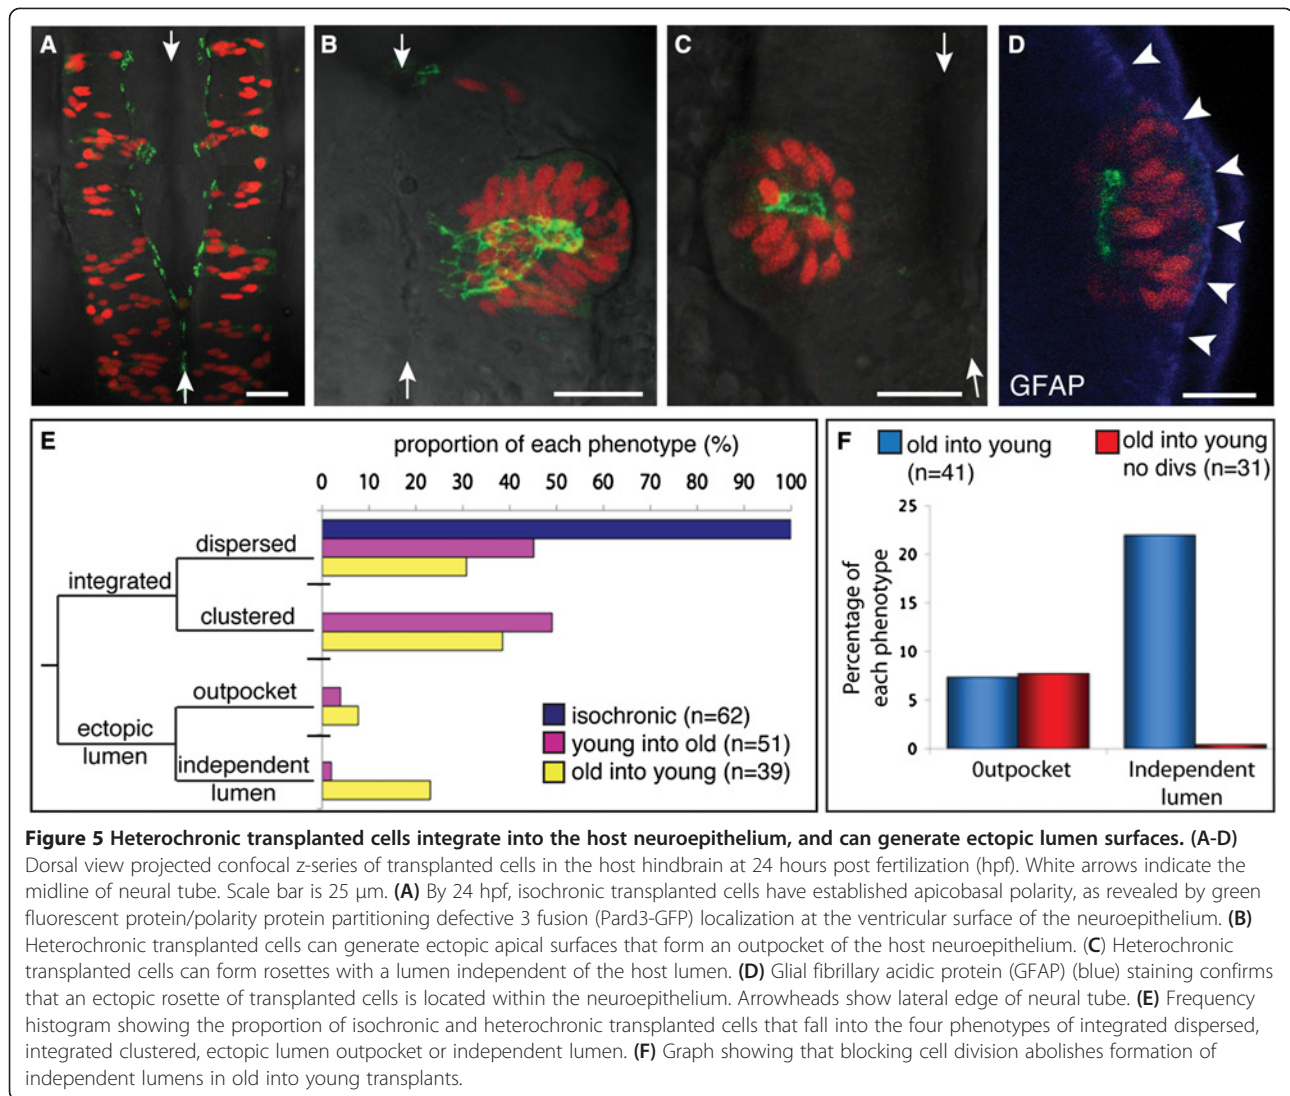 A
B
C
D
GFAP
E
proportion of each phenotype (%)
0 10 20 30 40 50 60 70 80 90 100
dispersed
integrated
clustered
outpocket
ectopic
lumen
independent
lumen
isochronic (n=62)
young into old (n=51)
old into young (n=39)
F
old into young
(n=41)
old into young
no divs (n=31)
Percentage of
each phenotype
25
20
15
10
5
0
0utpocket
Independent
lumen
Figure 5 Heterochronic transplanted cells integrate into the host neuroepithelium, and can generate ectopic lumen surfaces. (A-D)
Dorsal view projected confocal z-series of transplanted cells in the host hindbrain at 24 hours post fertilization (hpf). White arrows indicate the
midline of neural tube. Scale bar is 25 μm. (A) By 24 hpf, isochronic transplanted cells have established apicobasal polarity, as revealed by green
fluorescent protein/polarity protein partitioning defective 3 fusion (Pard3-GFP) localization at the ventricular surface of the neuroepithelium. (B)
Heterochronic transplanted cells can generate ectopic apical surfaces that form an outpocket of the host neuroepithelium. (C) Heterochronic
transplanted cells can form rosettes with a lumen independent of the host lumen. (D) Glial fibrillary acidic protein (GFAP) (blue) staining confirms
that an ectopic rosette of transplanted cells is located within the neuroepithelium. Arrowheads show lateral edge of neural tube. (E) Frequency
histogram showing the proportion of isochronic and heterochronic transplanted cells that fall into the four phenotypes of integrated dispersed,
integrated clustered, ectopic lumen outpocket or independent lumen. (F) Graph showing that blocking cell division abolishes formation of
independent lumens in old into young transplants.